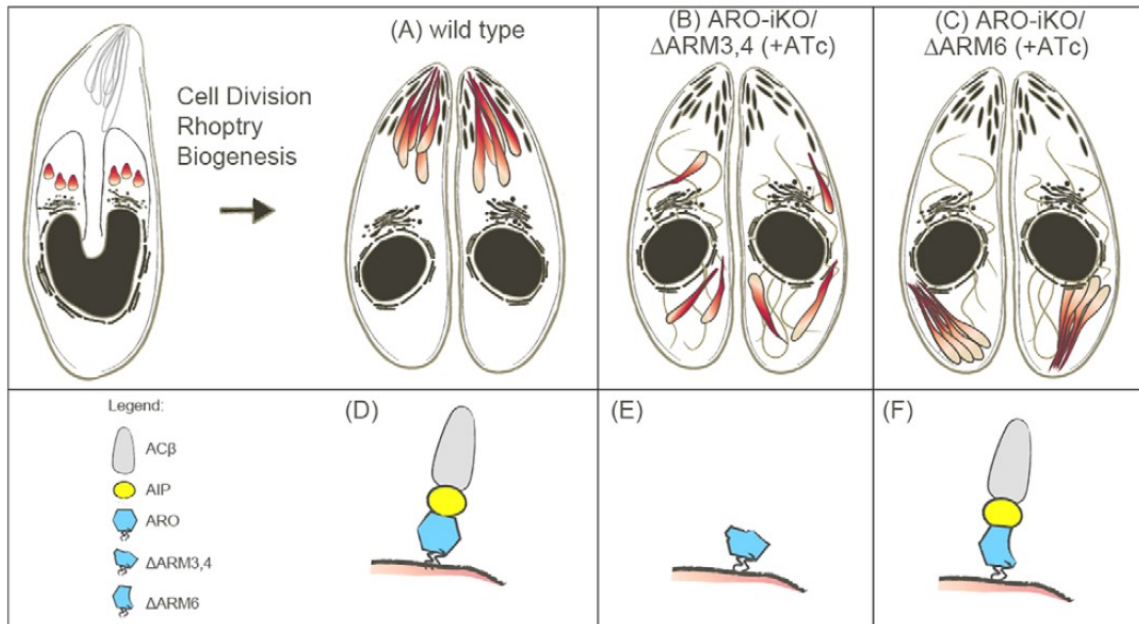 Cell Division
Rhoptry
Biogenesis
(A) wild type
(B) ARO-iKO/
ΔARM3,4 (+ATc)
(C) ARO-iKO/
ΔARM6 (+ATc)
Legend:
ACβ
AIP
ARO
ΔARM3,4
ΔARM6
(D)
(E)
(F)